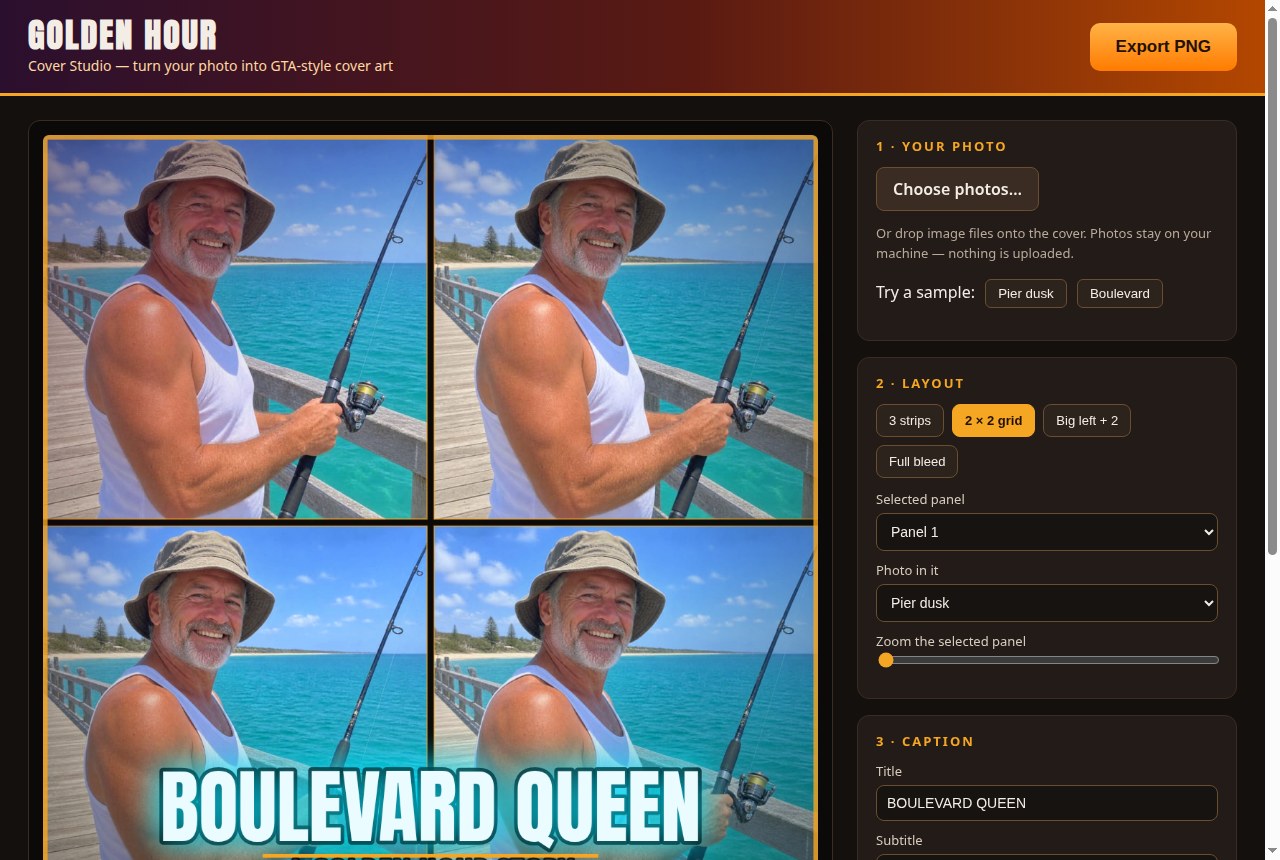 GOLDEN HOUR
Cover Studio — turn your photo into GTA-style cover art
Export PNG
BOULEVARD QUEEN
1 · YOUR PHOTO
Choose photos...
Or drop image files onto the cover. Photos stay on your
machine — nothing is uploaded.
Try a sample:
Pier dusk
Boulevard
2 · LAYOUT
3 strips
2 × 2 grid
Big left + 2
Full bleed
Selected panel
Panel 1
Photo in it
Pier dusk
Zoom the selected panel
3 · CAPTION
Title
BOULEVARD QUEEN
Subtitle